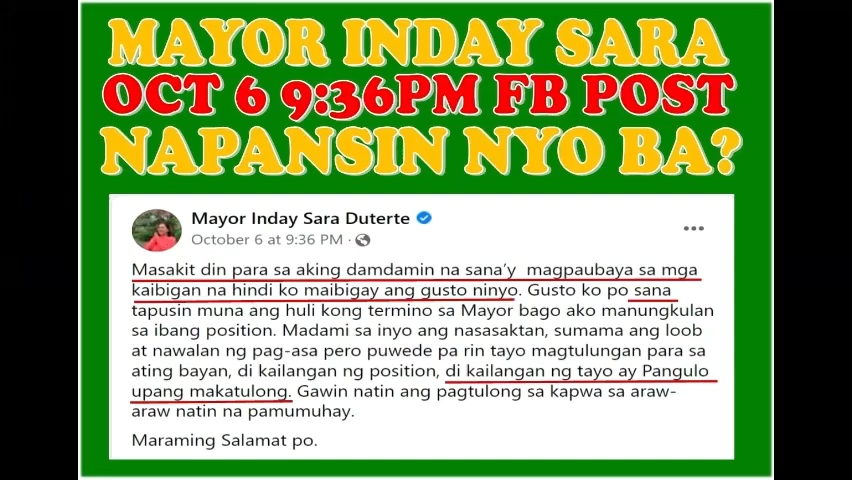 MAYOR INDAY SARA
OCT 6 9:36PM FB POST
NAPANSIN NYO BA?
Mayor Inday Sara Duterte
October 6 at 9:36 PM ·
Masakit din para sa aking damdamin na sana'y magpaubaya sa mga
kaibigan na hindi ko maibigay ang gusto ninyo. Gusto ko po sana
tapusin muna ang huli kong termino sa Mayor bago ako manungkulan
sa ibang position. Madami sa inyo ang nasasaktan, sumama ang loob
at nawalan ng pag-asa pero puwede pa rin tayo magtulungan para sa
ating bayan, di kailangan ng position, di kailangan ng tayo ay Pangulo
upang makatulong. Gawin natin ang pagtulong sa kapwa sa araw-
araw natin na pamumuhay.
Maraming Salamat po.